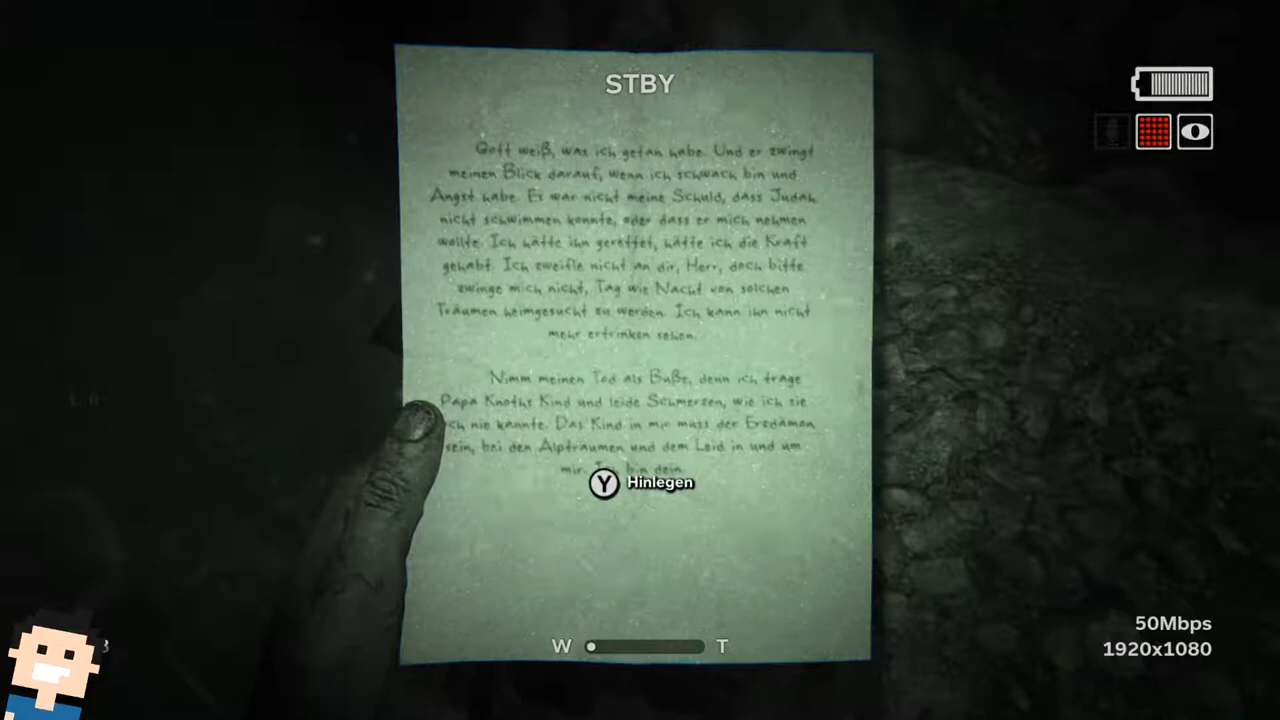 STBY
Gott weiß, was ich getan habe. Und er zwingt
meinen Blick darauf, wenn ich schwach bin und
Angst habe. Es war nicht meine Schuld, dass Judah
nicht schwimmen konnte, oder dass er mich nehmen
wollte. Ich hätte ihn gerettet, hätte ich die Kraft
gehabt. Ich zweifle nicht an dir, Herr, doch bitte
zwinge mich nicht, Tag wie Nacht von solchen
Träumen heimgesucht zu werden. Ich kann ihn nicht
mehr ertrinken sehen.
Nimm meinen Tod als Buße, denn ich trage
Papa Knoths Kind und leide Schmerzen, wie ich sie
nie kannte. Das Kind in mir muss der Erzdämon
sein, bei den Alpträumen und dem Leid in und um
mir. bin dein.
Y Hinlegen
W T
50Mbps
1920x1080